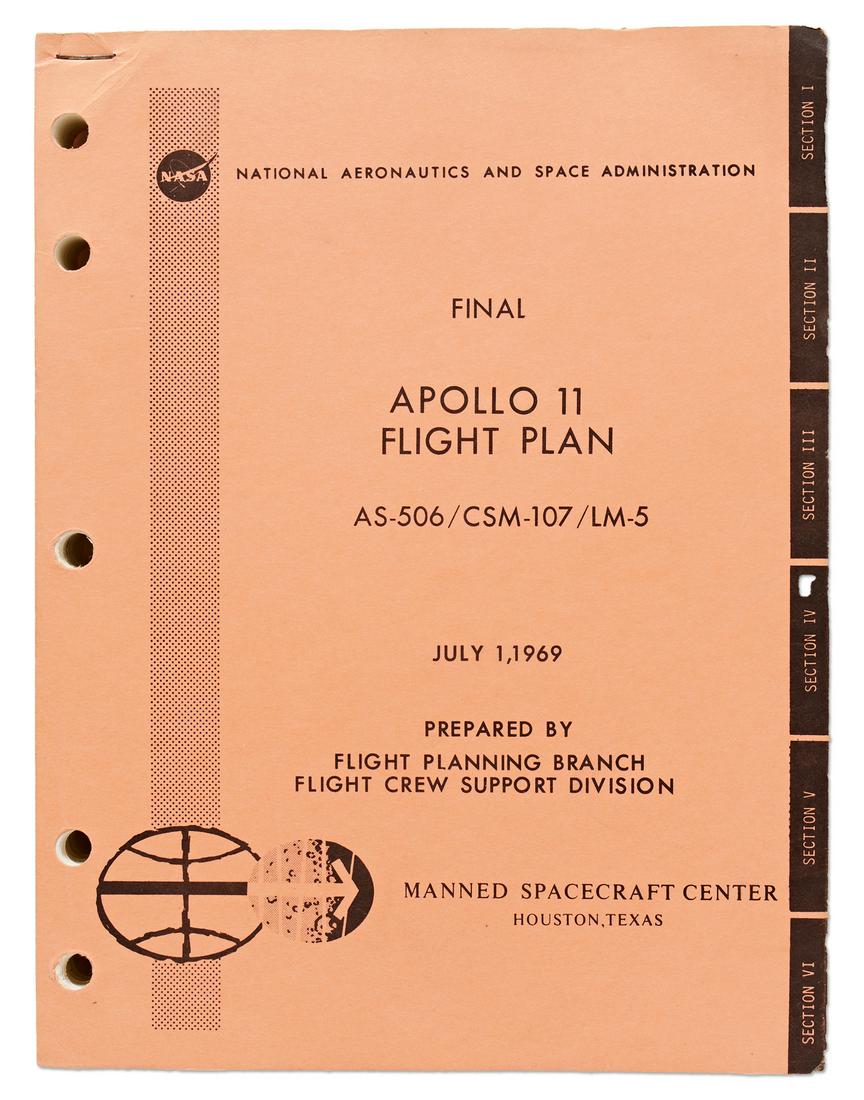 NASA
NATIONAL AERONAUTICS AND SPACE ADMINISTRATION
FINAL
APOLLO 11
FLIGHT PLAN
AS-506/CSM-107/LM-5
JULY 1,1969
PREPARED BY
FLIGHT PLANNING BRANCH
FLIGHT CREW SUPPORT DIVISION
MANNED SPACECRAFT CENTER
HOUSTON,TEXAS
SECTION I
SECTION II
SECTION III
SECTION IV
SECTION V
SECTION VI